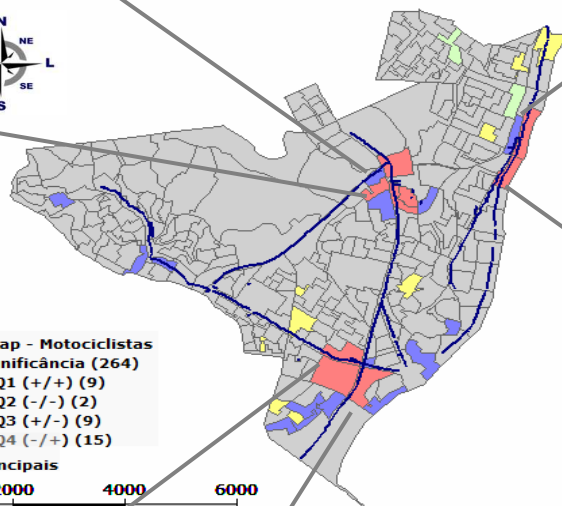 N
NE
L
SE
S
ap - Motociclistas
nificância (264)
Q1 (+/+) (9)
Q2 (-/-) (2)
Q3 (+/-) (9)
Q4 (-/+) (15)
ncipais
2000 4000 6000